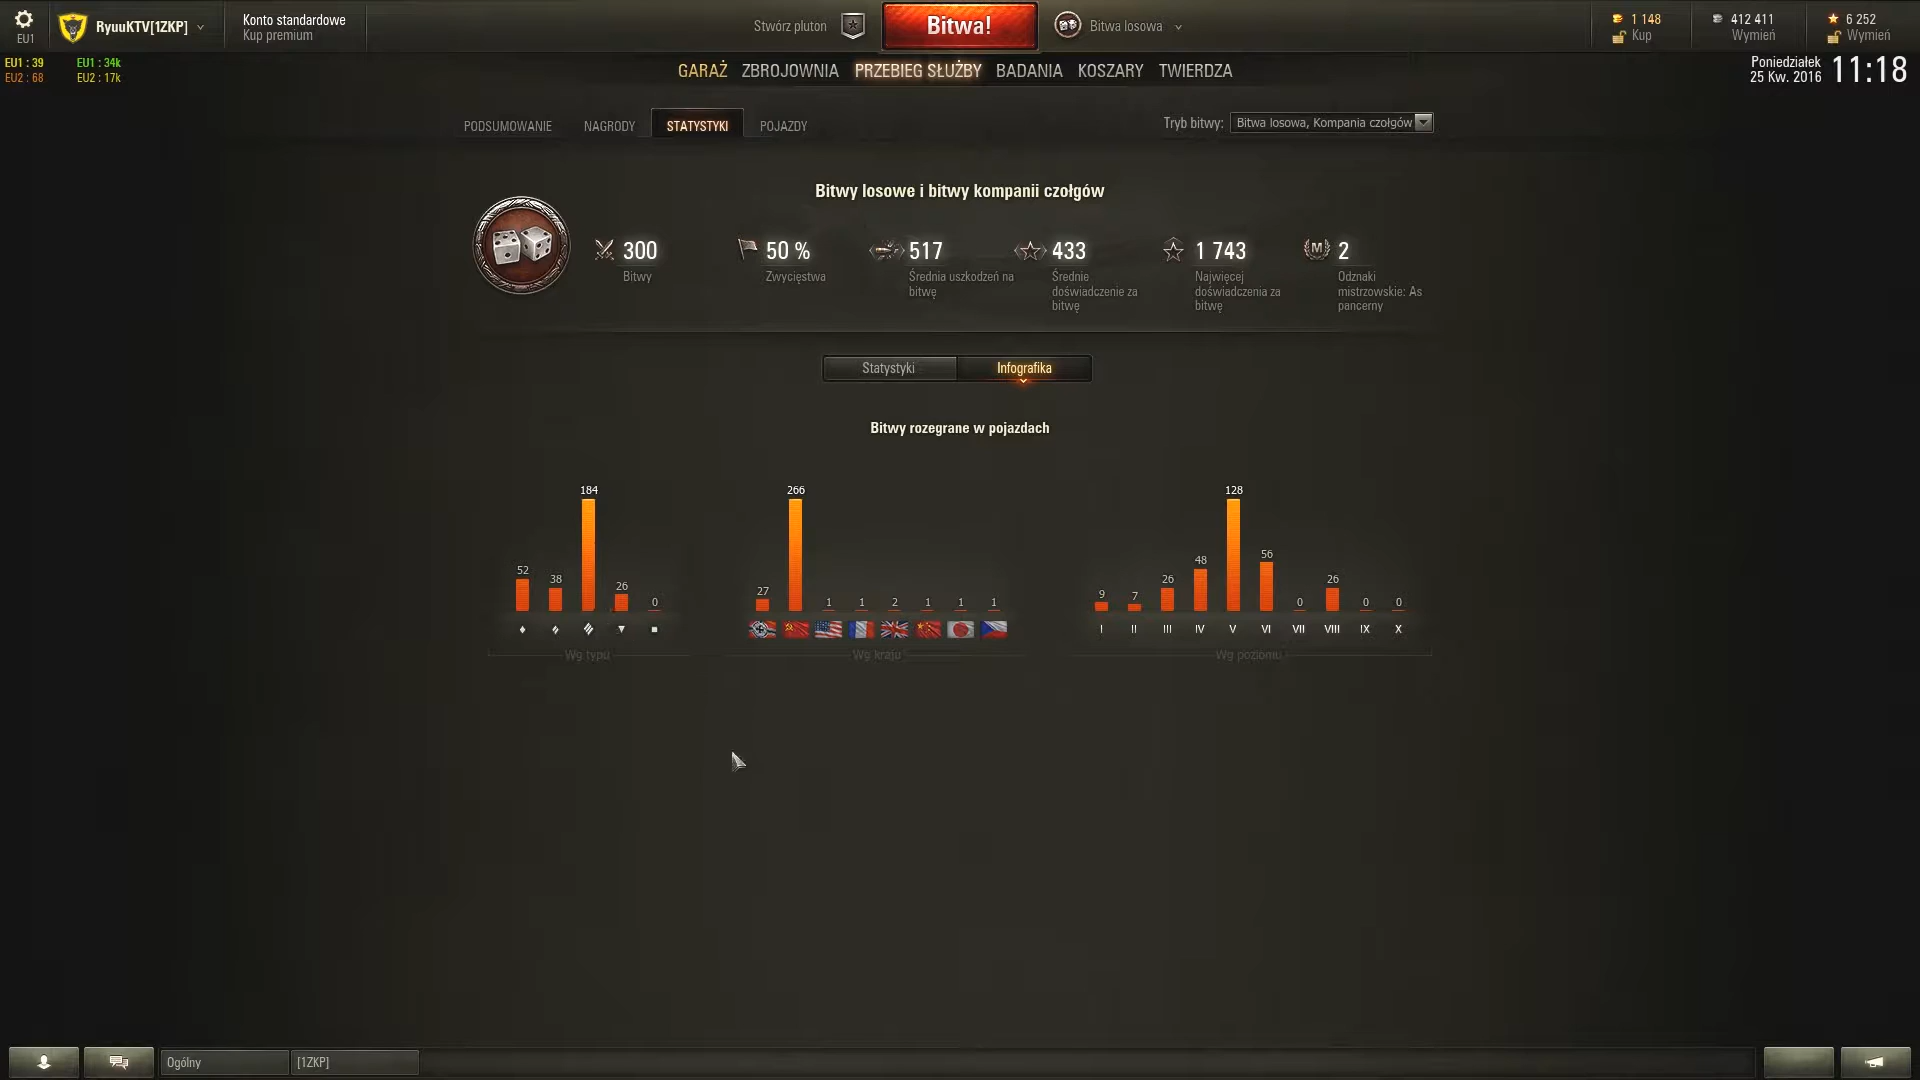 EU1
RyuuKTV[1ZKP]
Konto standardowe
Kup premium
Stwórz pluton
Bitwa!
Bitwa losowa
1 148
Kup
412 411
Wymień
6 252
Wymień
EU1 : 39
EU1 : 34k
EU2 : 68
EU2 : 17k
GARAŻ
ZBROJOWNIA
PRZEBIEG SŁUŻBY
BADANIA
KOSZARY
TWIERDZA
Poniedziałek
25 Kw. 2016
11:18
PODSUMOWANIE
NAGRODY
STATYSTYKI
POJAZDY
Tryb bitwy:
Bitwa losowa, Kompania czołgów
Bitwy losowe i bitwy kompanii czołgów
300
Bitwy
50 %
Zwycięstwa
517
Średnia uszkodzeń na
bitwę
433
Średnie
doświadczenie za
bitwę
1 743
Najwięcej
doświadczenia za
bitwę
M
2
Odznaki
mistrzowskie: As
pancerny
Statystyki
Infografika
Bitwy rozegrane w pojazdach
52
38
184
26
0
Wg typu
27
266
1
1
2
1
1
1
Wg kraju
9
7
26
48
128
56
0
26
0
0
I
II
III
IV
V
VI
VII
VIII
IX
X
Wg poziomu
Ogólny
[1ZKP]